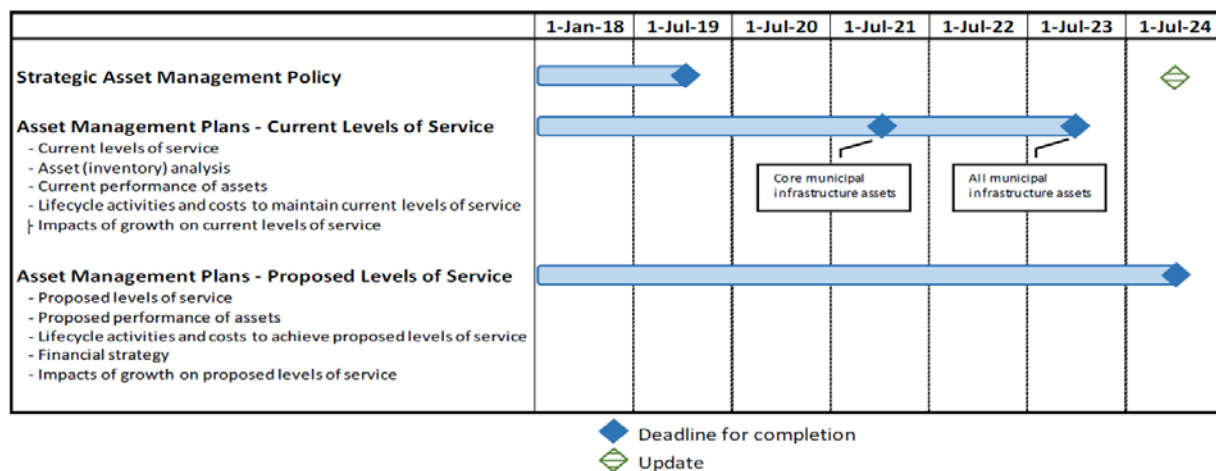 1-Jan-18 1-Jul-19 1-Jul-20 1-Jul-21 1-Jul-22 1-Jul-23 1-Jul-24
Strategic Asset Management Policy
Asset Management Plans - Current Levels of Service
- Current levels of service
- Asset (inventory) analysis
- Current performance of assets
- Lifecycle activities and costs to maintain current levels of service
- Impacts of growth on current levels of service
Core municipal
infrastructure assets
All municipal
infrastructure assets
Asset Management Plans - Proposed Levels of Service
- Proposed levels of service
- Proposed performance of assets
- Lifecycle activities and costs to achieve proposed levels of service
- Financial strategy
- Impacts of growth on proposed levels of service
Deadline for completion
Update